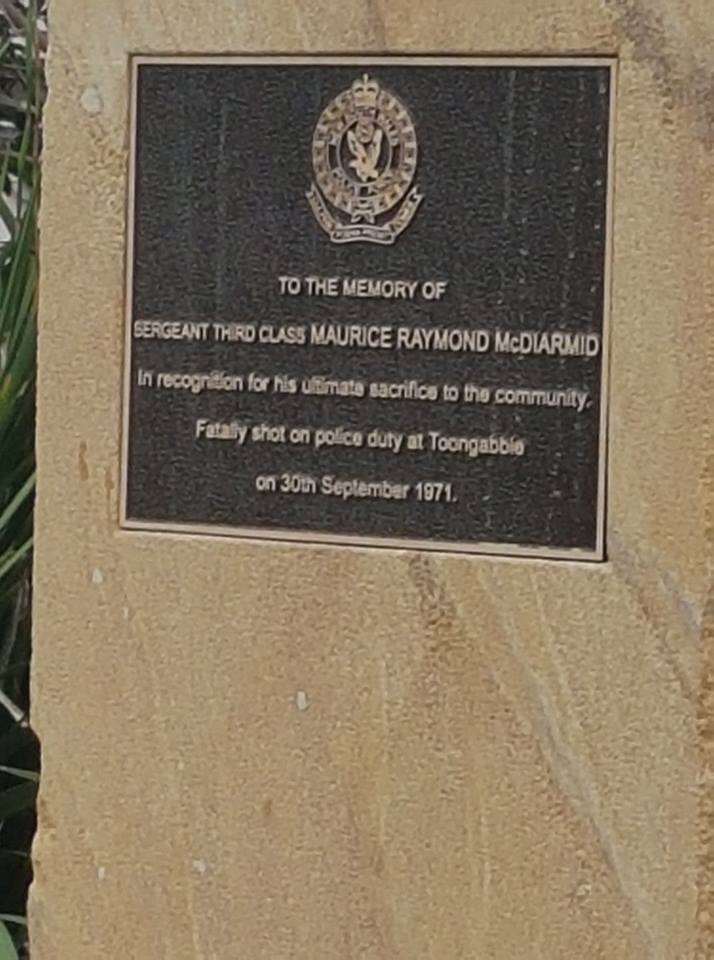 TO THE MEMORY OF
SERGEANT THIRD CLASS MAURICE RAYMOND McDIARMID
In recognition for his ultimate sacrifice to the community.
Fatally shot on police duty at Toongabbie
on 30th September 1971.